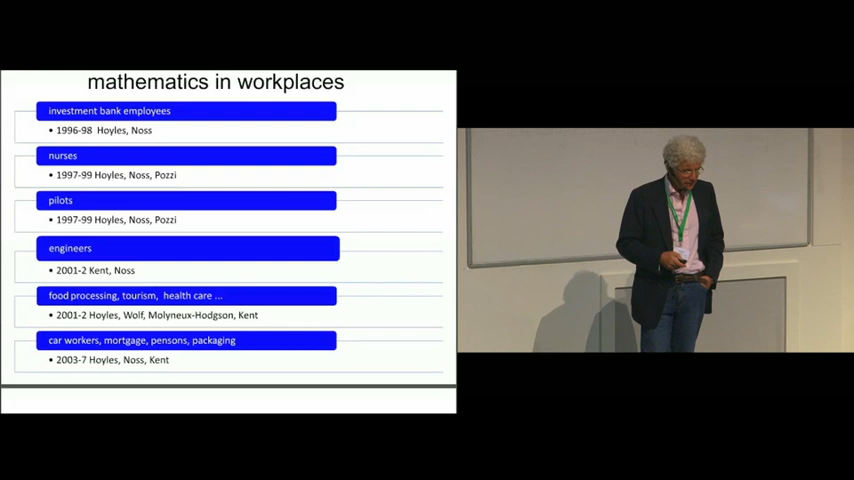 mathematics in workplaces
investment bank employees
• 1996-98 Hoyles, Noss
nurses
• 1997-99 Hoyles, Noss, Pozzi
pilots
• 1997-99 Hoyles, Noss, Pozzi
engineers
• 2001-2 Kent, Noss
food processing, tourism, health care ...
• 2001-2 Hoyles, Wolf, Molyneux-Hodgson, Kent
car workers, mortgage, pensons, packaging
• 2003-7 Hoyles, Noss, Kent